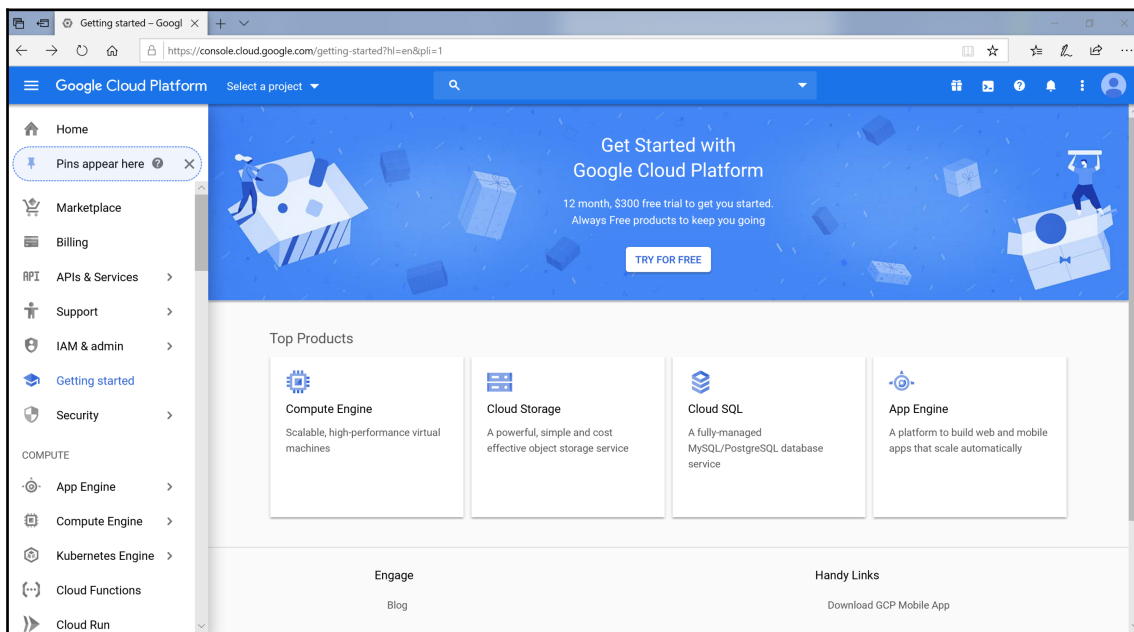 Getting started – Googl
https://console.cloud.google.com/getting-started?hl=en&pli=1
Google Cloud Platform
Select a project
Home
Pins appear here
Marketplace
Billing
API
APIs & Services
Support
IAM & admin
Getting started
Security
COMPUTE
App Engine
Compute Engine
Kubernetes Engine
Cloud Functions
Cloud Run
Get Started with
Google Cloud Platform
12 month, $300 free trial to get you started.
Always Free products to keep you going
TRY FOR FREE
Top Products
Compute Engine
Scalable, high-performance virtual
machines
Cloud Storage
A powerful, simple and cost
effective object storage service
Cloud SQL
A fully-managed
MySQL/PostgreSQL database
service
App Engine
A platform to build web and mobile
apps that scale automatically
Engage
Blog
Handy Links
Download GCP Mobile App